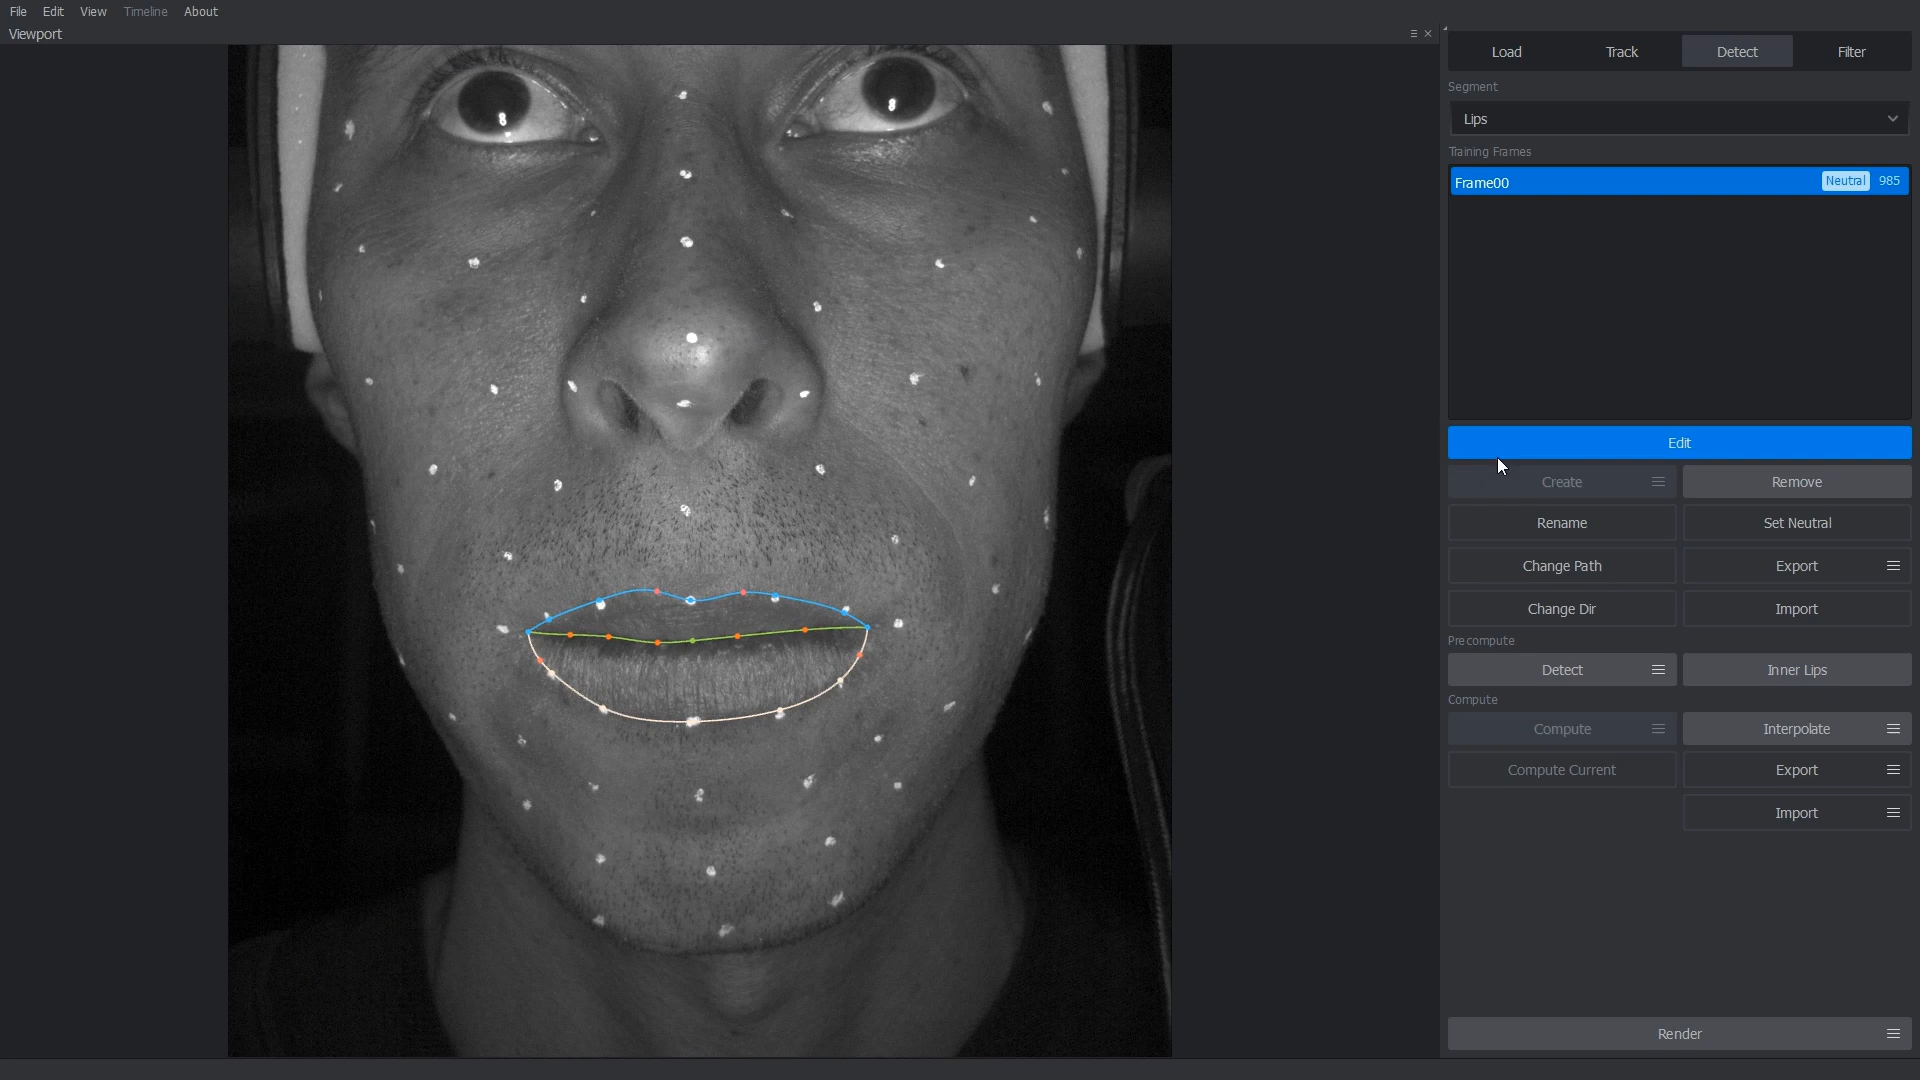 File Edit View Timeline About
Viewport
Load Track Detect Filter
Segment
Lips
Training Frames
Frame00 Neutral 985
Edit
Create Remove
Rename Set Neutral
Change Path Export
Change Dir Import
Precompute
Detect Inner Lips
Compute
Compute Interpolate
Compute Current Export
Import
Render